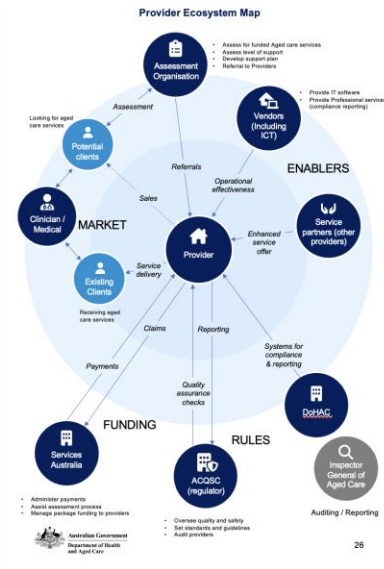 Provider Ecosystem Map
Assessment
Organisation
• Assess for funded Aged care services
• Assess level of support
• Develop support plan
• Referral to Providers
• Provide IT software
• Provide Professional service
(compliance reporting)
Vendors
(Including
ICT)
Assessment
Looking for aged
care services
Potential
clients
Referrals
Operational
effectiveness
ENABLERS
Clinician /
Medical
MARKET
Sales
Provider
Enhanced
service
offer
Service
partners (other
providers)
Existing
Clients
Service
delivery
Receiving aged
care services
Claims
Reporting
Payments
Systems for
compliance
& reporting
Quality
assurance
checks
DoHAC
FUNDING
RULES
Services
Australia
ACQSC
(regulator)
Inspector
General of
Aged Care
Auditing / Reporting
• Administer payments
• Assist assessment process
• Manage package funding to providers
• Oversee quality and safety
• Set standards and guidelines
• Audit providers
Australian Government
Department of Health
and Aged Care
26